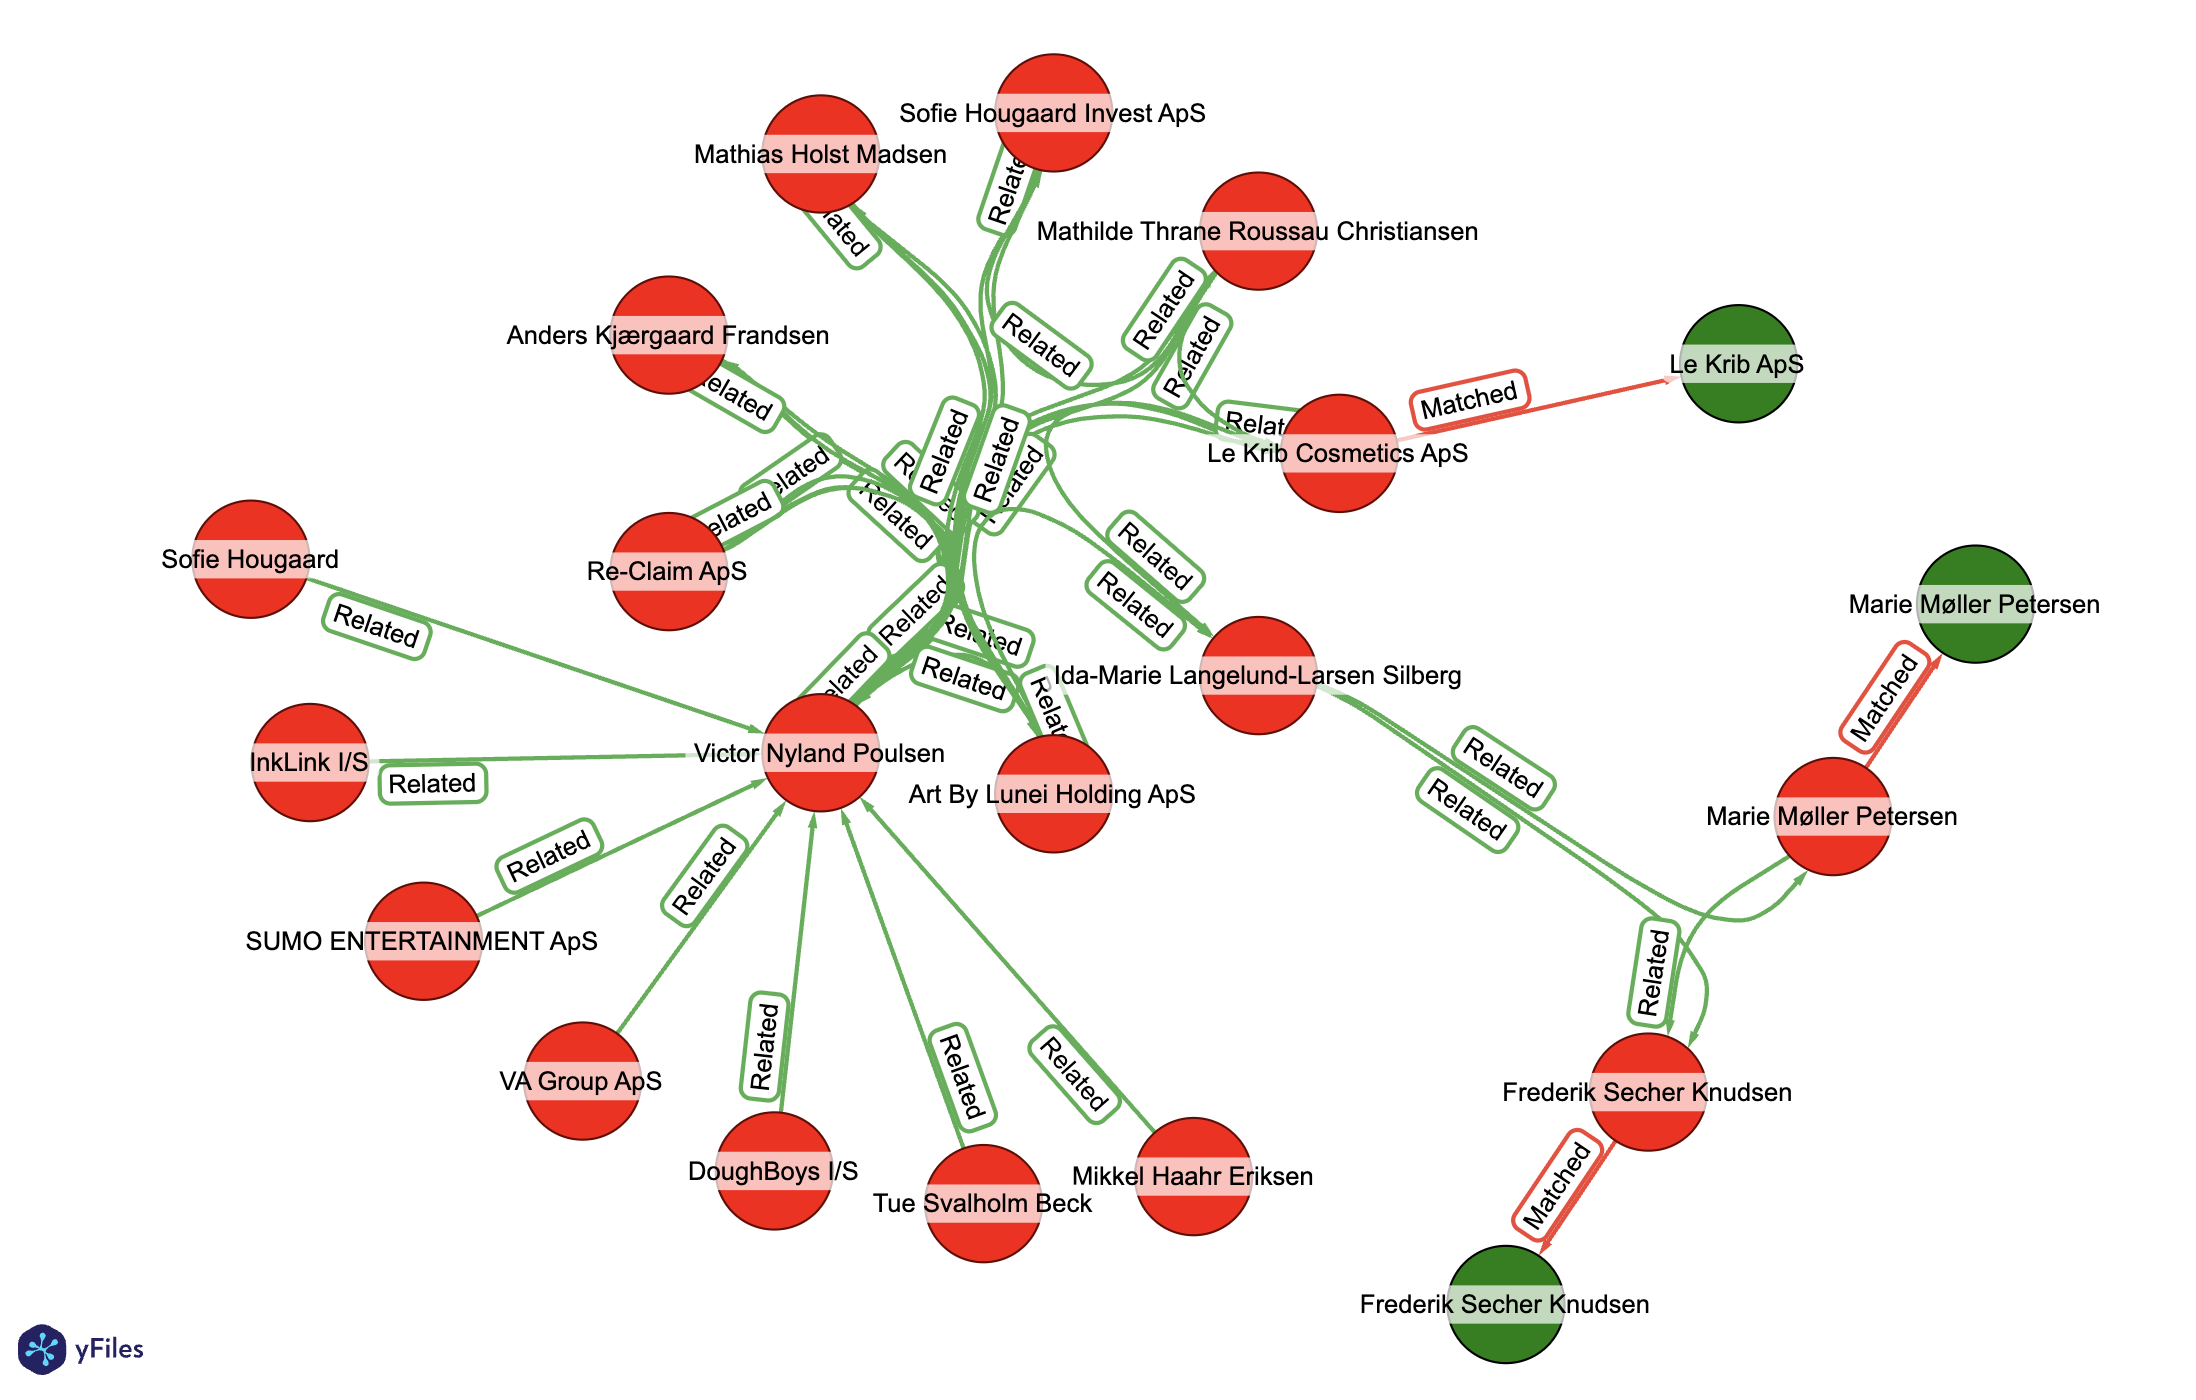 Sofie Hougaard Invest ApS
Mathias Holst Madsen
Related
Related
Mathilde Thrane Roussau Christiansen
Related
Related
Related
Anders Kjærgaard Frandsen
Le Krib ApS
Matched
Related
Related
Related
Related
Related
Le Krib Cosmetics ApS
Related
Related
Related
Related
Related
Related
Sofie Hougaard
Re-Claim ApS
Related
Related
Marie Møller Petersen
Related
Related
Related
Related
Related
Ida-Marie Langelund-Larsen Silberg
Related
Matched
Victor Nyland Poulsen
InkLink I/S
Related
Related
Art By Lunei Holding ApS
Related
Marie Møller Petersen
Related
Related
SUMO ENTERTAINMENT ApS
Related
Related
Related
Related
VA Group ApS
Frederik Secher Knudsen
DoughBoys I/S
Mikkel Haahr Eriksen
Matched
Tue Svalholm Beck
Frederik Secher Knudsen
yFiles